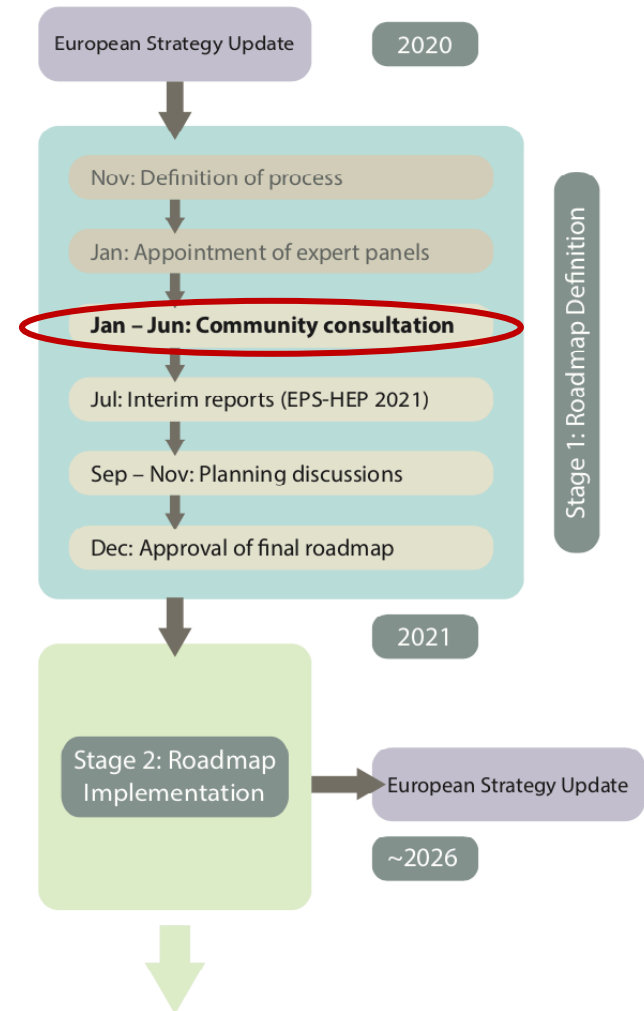 European Strategy Update
2020
Nov: Definition of process
Jan: Appointment of expert panels
Jan – Jun: Community consultation
Jul: Interim reports (EPS-HEP 2021)
Sep – Nov: Planning discussions
Dec: Approval of final roadmap
Stage 1: Roadmap Definition
2021
Stage 2: Roadmap
Implementation
European Strategy Update
~2026